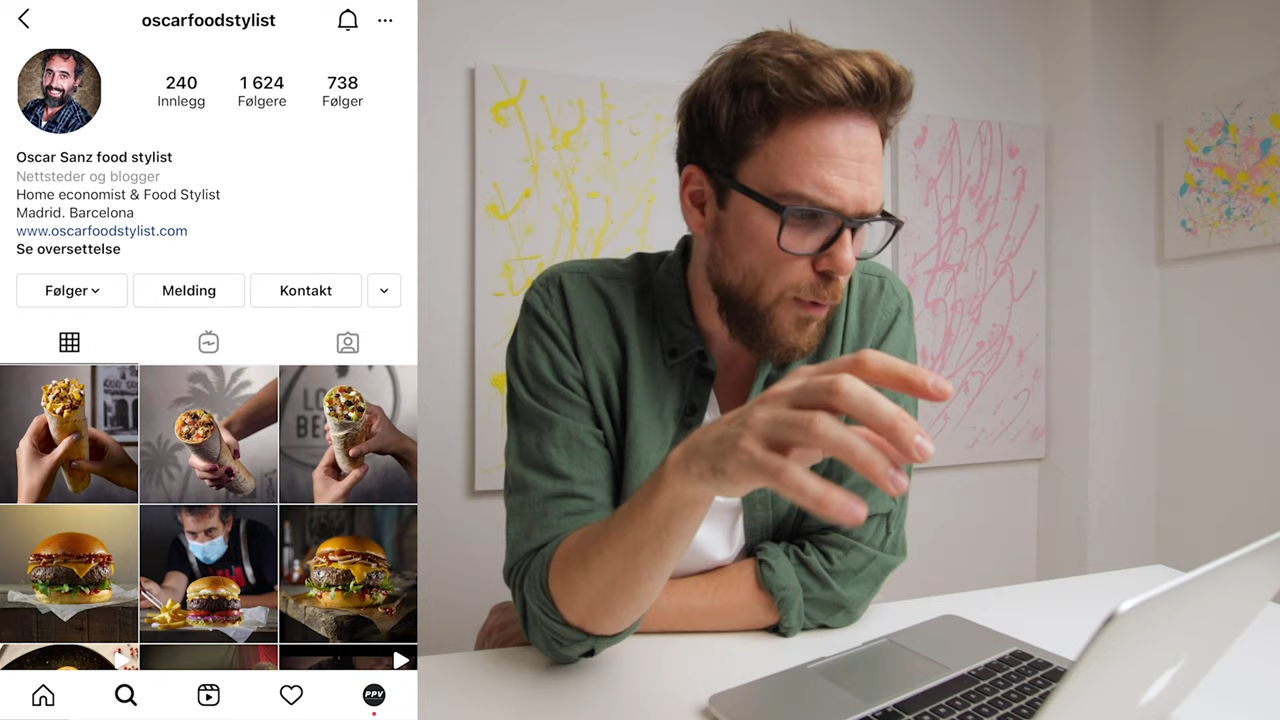 oscarfoodstylist
240 1 624 738
Innlegg Følgere Følger
Oscar Sanz food stylist
Nettsteder og blogger
Home economist & Food Stylist
Madrid. Barcelona
www.oscarfoodstylist.com
Se oversettelse
Følger Melding Kontakt
PPV